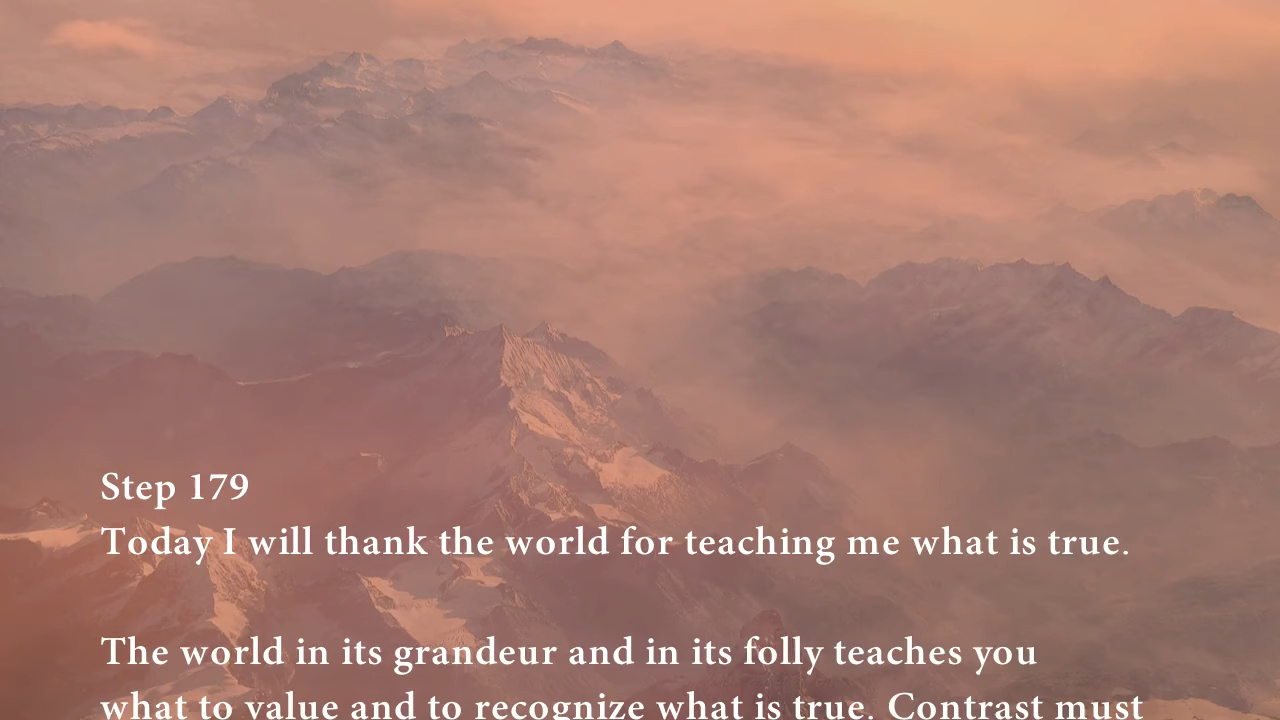 Step 179
Today I will thank the world for teaching me what is true.
The world in its grandeur and in its folly teaches you
what to value and to recognize what is true. Contrast must